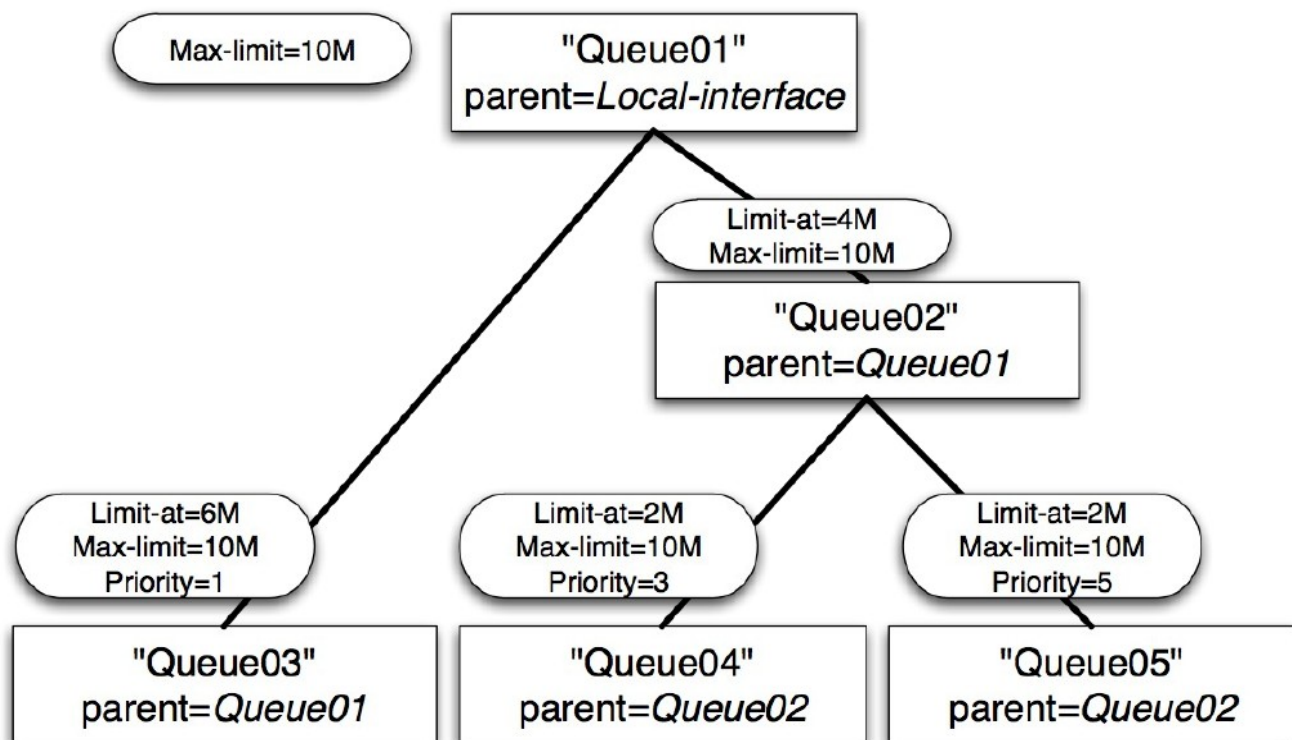 Max-limit=10M
"Queue01"
parent=Local-interface
Limit-at=4M
Max-limit=10M
"Queue02"
parent=Queue01
Limit-at=6M
Max-limit=10M
Priority=1
Limit-at=2M
Max-limit=10M
Priority=3
Limit-at=2M
Max-limit=10M
Priority=5
"Queue03"
parent=Queue01
"Queue04"
parent=Queue02
"Queue05"
parent=Queue02